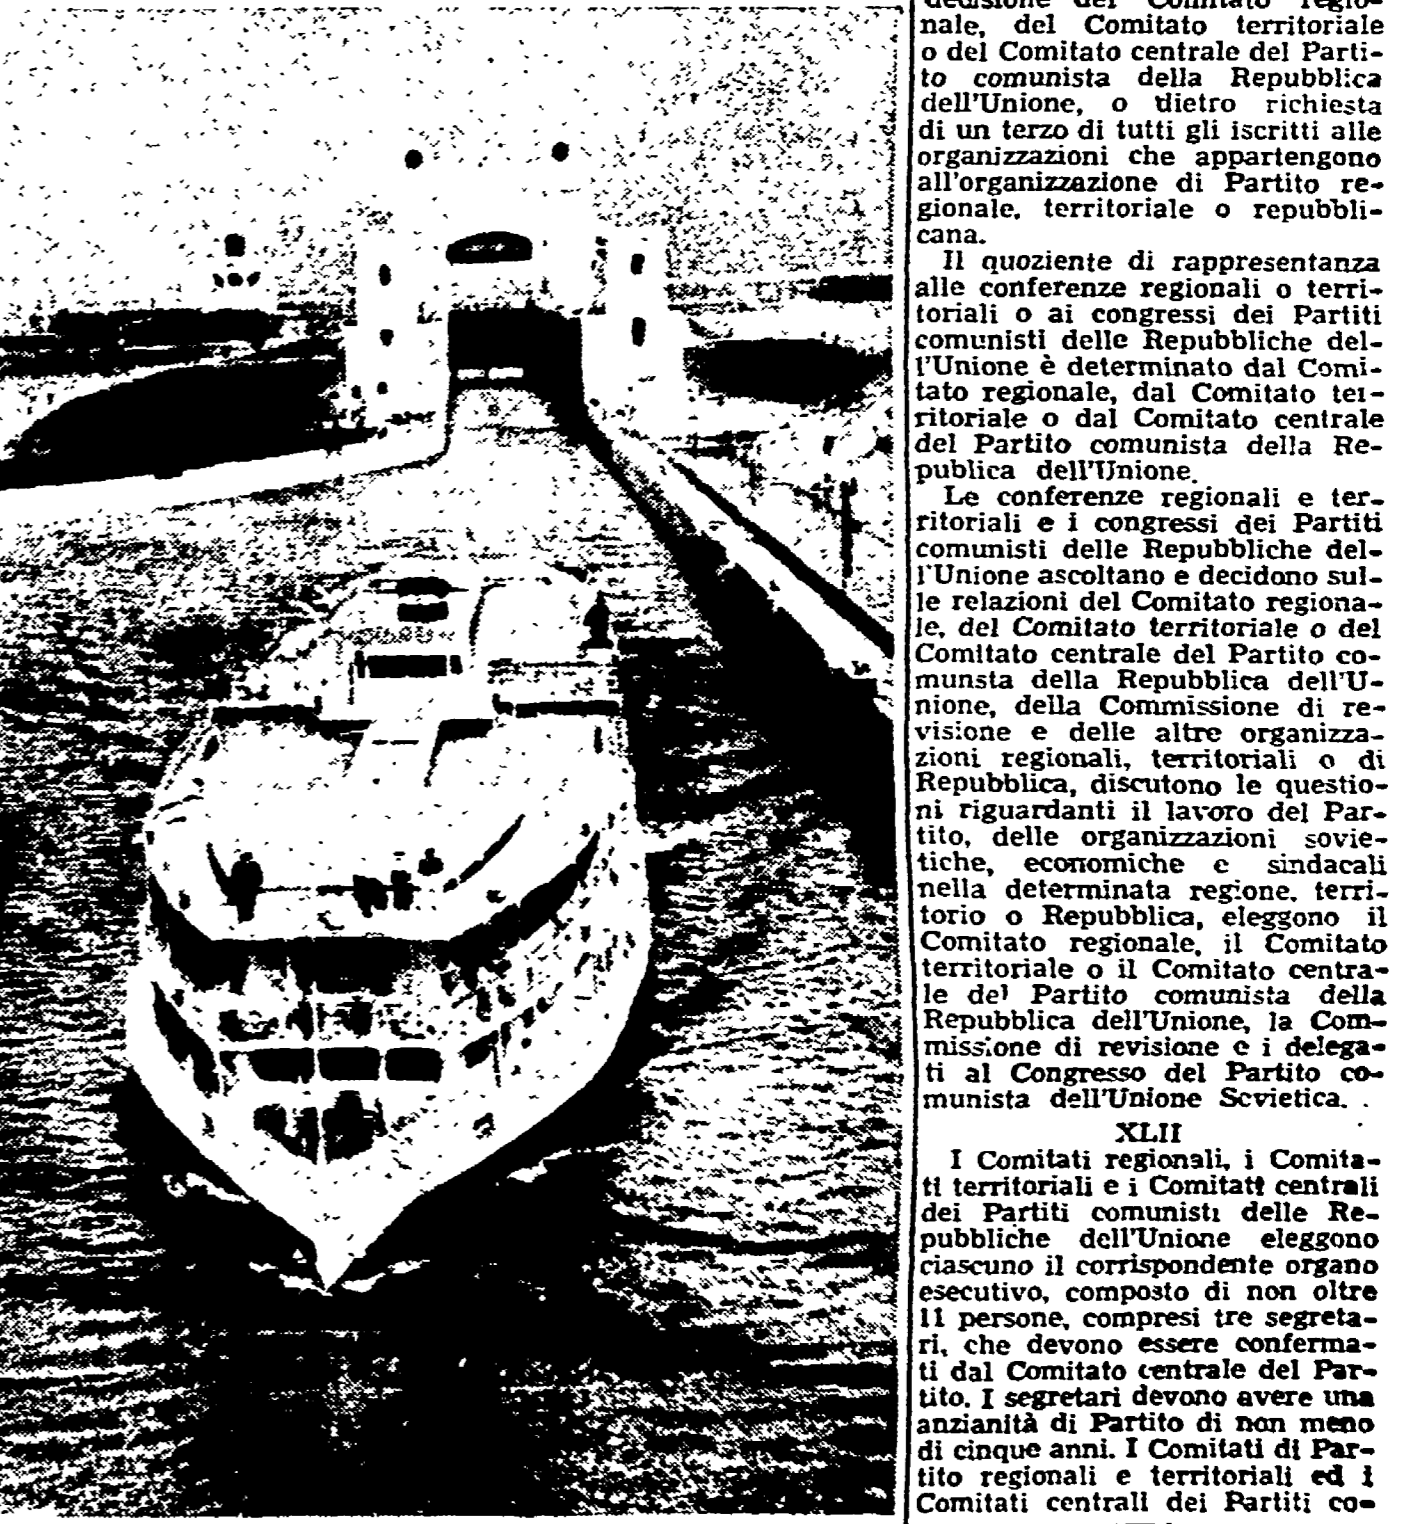 decisione del Comitato regio-
nale, del Comitato territoriale
o del Comitato centrale del Parti-
to comunista della Repubblica
dell'Unione, o dietro richiesta
di un terzo di tutti gli iscritti alle
organizzazioni che appartengono
all'organizzazione di Partito re-
gionale, territoriale o repubbli-
cana.
Il quoziente di rappresentanza
alle conferenze regionali o terri-
toriali o ai congressi dei Partiti
comunisti delle Repubbliche del-
l'Unione è determinato dal Comi-
tato regionale, dal Comitato ter-
ritoriale o dal Comitato centrale
del Partito comunista della Re-
publica dell'Unione.
Le conferenze regionali e ter-
ritoriali e i congressi dei Partiti
comunisti delle Repubbliche del-
l'Unione ascoltano e decidono sul-
le relazioni del Comitato regiona-
le, del Comitato territoriale o del
Comitato centrale del Partito co-
munsta della Repubblica dell'U-
nione, della Commissione di re-
visione e delle altre organizza-
zioni regionali, territoriali o di
Repubblica, discutono le questio-
ni riguardanti il lavoro del Par-
tito, delle organizzazioni sovie-
tiche, economiche e sindacali
nella determinata regione, terri-
torio o Repubblica, eleggono il
Comitato regionale, il Comitato
territoriale o il Comitato centra-
le del Partito comunista della
Repubblica dell'Unione, la Com-
missione di revisione e i delega-
ti al Congresso del Partito co-
munista dell'Unione Sovietica.
XLII
I Comitati regionali, i Comita-
ti territoriali e i Comitati centrali
dei Partiti comunisti delle Re-
pubbliche dell'Unione eleggono
ciascuno il corrispondente organo
esecutivo, composto di non oltre
11 persone, compresi tre segreta-
ri, che devono essere conferma-
ti dal Comitato centrale del Par-
tito. I segretari devono avere una
anzianità di Partito di non meno
di cinque anni. I Comitati di Par-
tito regionali e territoriali ed i
Comitati centrali dei Partiti co-